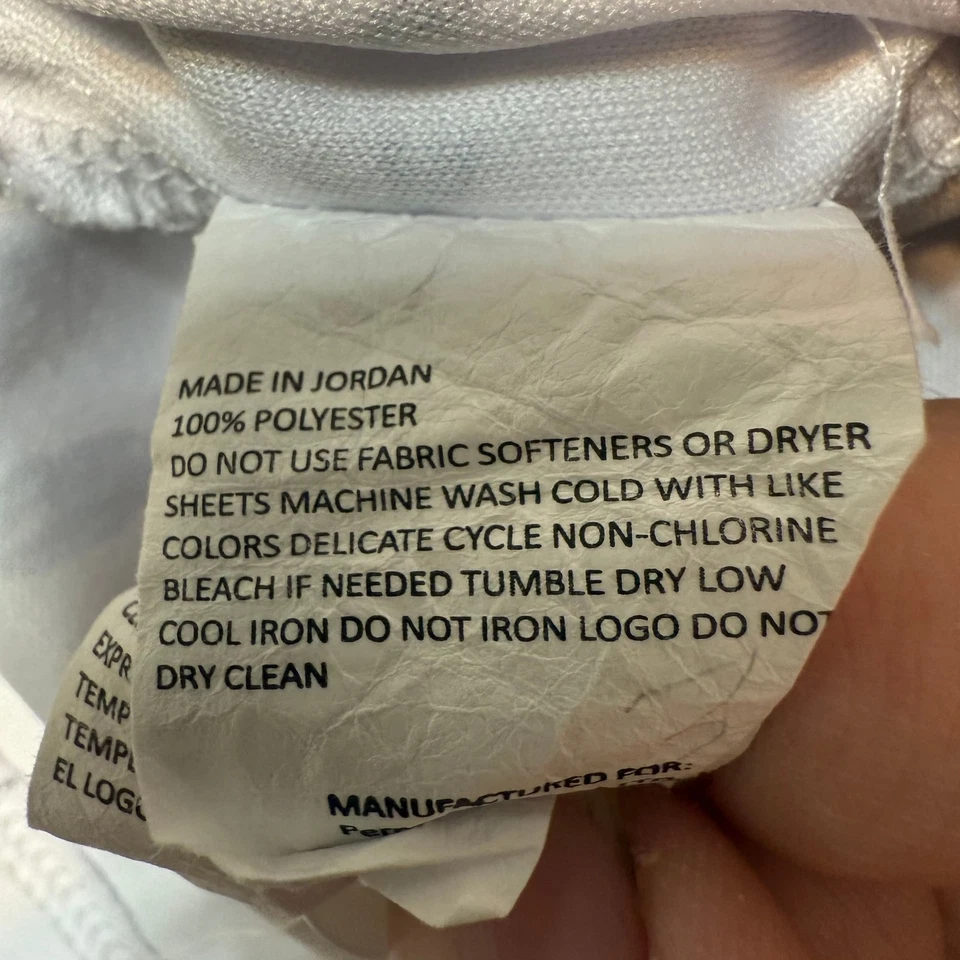 MADE IN JORDAN
100% POLYESTER
DO NOT USE FABRIC SOFTENERS OR DRYER
SHEETS MACHINE WASH COLD WITH LIKE
COLORS DELICATE CYCLE NON-CHLORINE
BLEACH IF NEEDED TUMBLE DRY LOW
COOL IRON DO NOT IRON LOGO DO NOT
DRY CLEAN
MANUFACTURED FOR:
EL LOGO